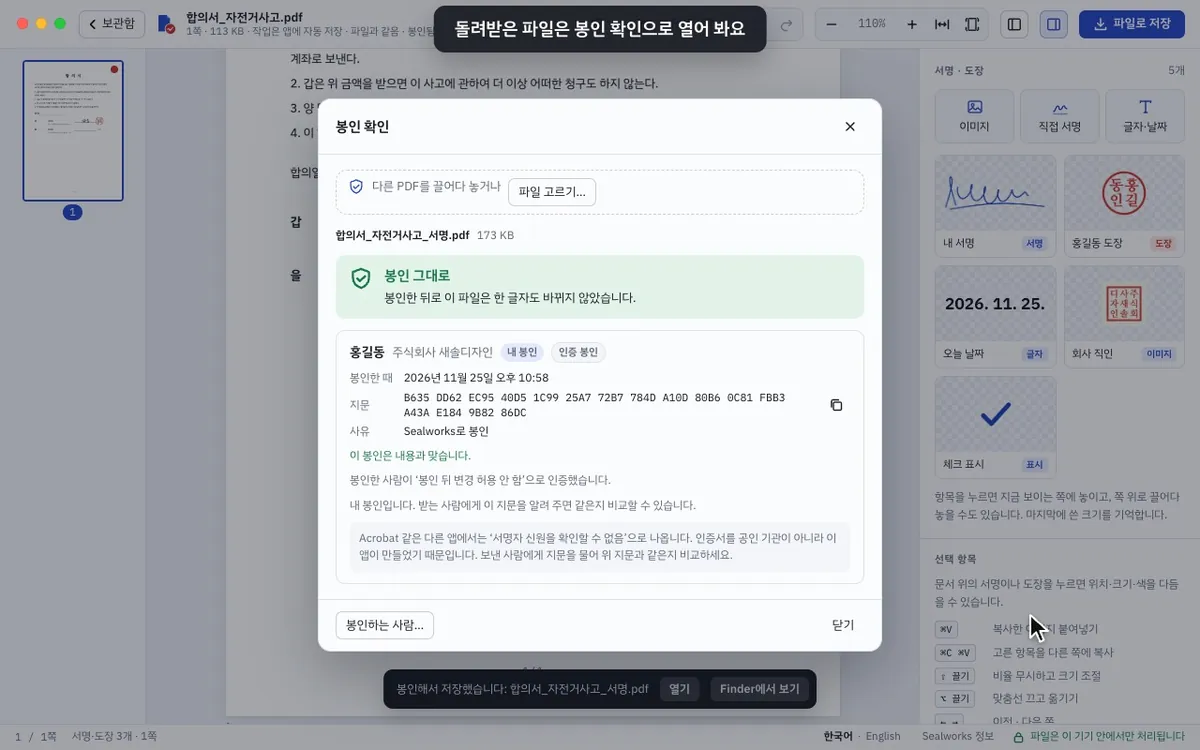 돌려받은 파일은 봉인 확인으로 열어 봐요
보관함
합의서_자전거사고.pdf
1쪽 · 113 KB · 작업은 앱에 자동 저장 · 파일과 같음 ·
110%
파일로 저장
계좌로 보낸다.
2. 갑은 위 금액을 받으면 이 사고에 관하여 더 이상 어떠한 청구도 하지 않는다.
3. 양
4. 이
합의일
갑
을
1
봉인 확인
다른 PDF를 끌어다 놓거나
파일 고르기...
합의서_자전거사고_서명.pdf 173 KB
봉인 그대로
봉인한 뒤로 이 파일은 한 글자도 바뀌지 않았습니다.
홍길동 주식회사 새솔디자인 내 봉인 인증 봉인
봉인한 때 2026년 11월 25일 오후 10:58
지문 B635 DD62 EC95 40D5 1C99 25A7 72B7 784D A10D 80B6 0C81 FBB3
A43A E184 9B82 86DC
사유 Sealworks로 봉인
이 봉인은 내용과 맞습니다.
봉인한 사람이 ‘봉인 뒤 변경 허용 안 함’으로 인증했습니다.
내 봉인입니다. 받는 사람에게 이 지문을 알려 주면 같은지 비교할 수 있습니다.
Acrobat 같은 다른 앱에서는 ‘서명자 신원을 확인할 수 없음’으로 나옵니다. 인증서를 공인 기관이 아니라 이
앱이 만들었기 때문입니다. 보낸 사람에게 지문을 물어 위 지문과 같은지 비교하세요.
봉인하는 사람...
닫기
봉인해서 저장했습니다: 합의서_자전거사고_서명.pdf
열기
Finder에서 보기
서명 · 도장 5개
이미지
직접 서명
글자·날짜
내 서명 서명
홍길동 도장 도장
2026. 11. 25.
오늘 날짜 글자
회사 직인 이미지
체크 표시 표시
항목을 누르면 지금 보이는 쪽에 놓이고, 쪽 위로 끌어다
놓을 수도 있습니다. 마지막에 쓴 크기를 기억합니다.
선택 항목
문서 위의 서명이나 도장을 누르면 위치·크기·색을 다듬
을 수 있습니다.
⌘V 복사한 붙여넣기
⌘C ⌘V 고른 항목을 다른 쪽에 복사
⇧ 끌기 비율 무시하고 크기 조절
⌥ 끌기 맞춤선 끄고 옮기기
1 / 1쪽 서명·도장 3개 · 1쪽
한국어 · English
Sealworks 정보
파일은 이 기기 안에서만 처리됩니다